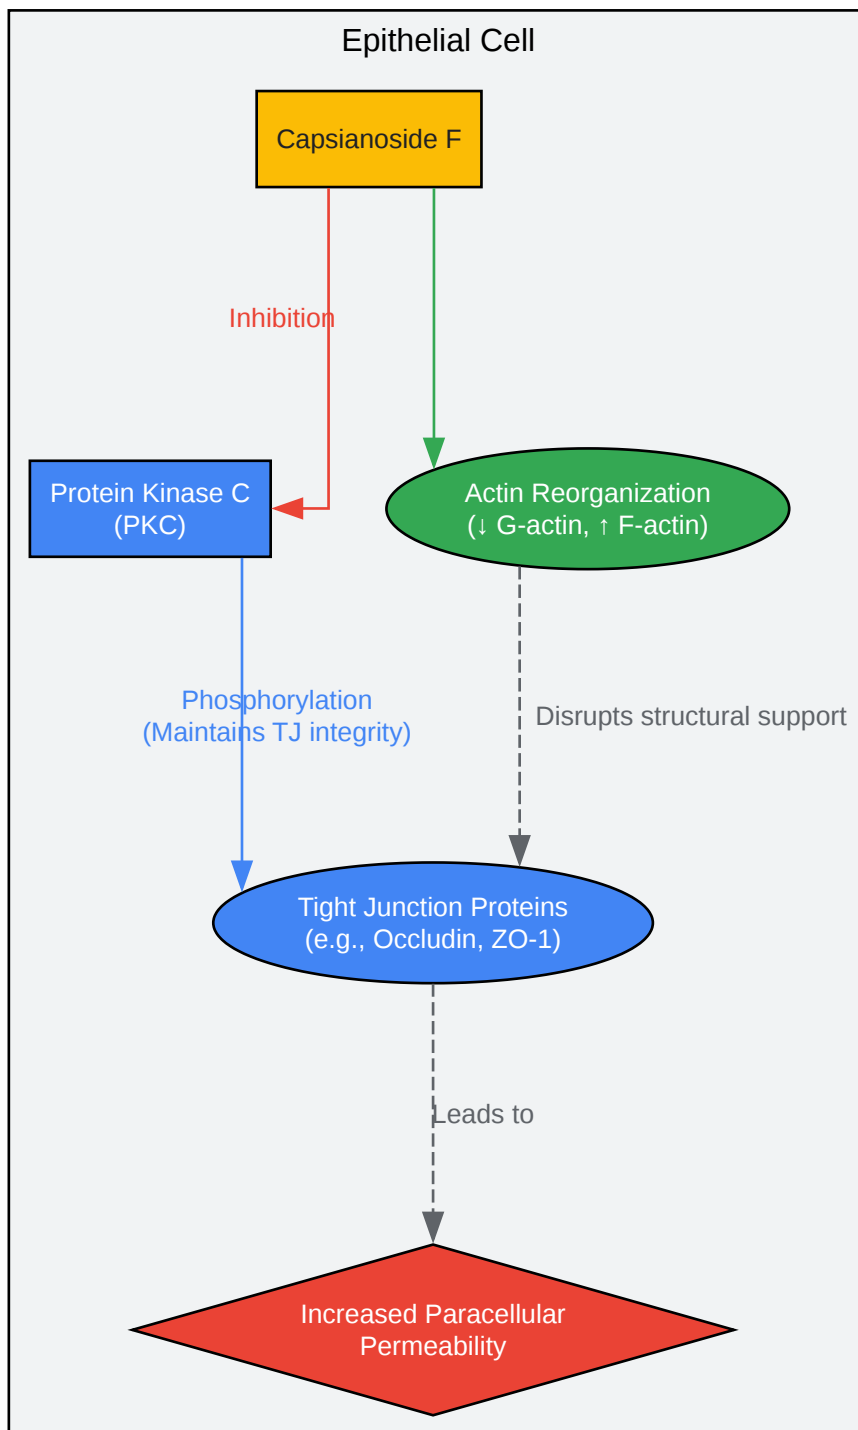 Epithelial Cell
Capsianoside F
Inhibition
Protein Kinase C
(PKC)
Actin Reorganization
(↓ G-actin, ↑ F-actin)
Phosphorylation
(Maintains TJ integrity)
Disrupts structural support
Tight Junction Proteins
(e.g., Occludin, ZO-1)
Leads to
Increased Paracellular
Permeability